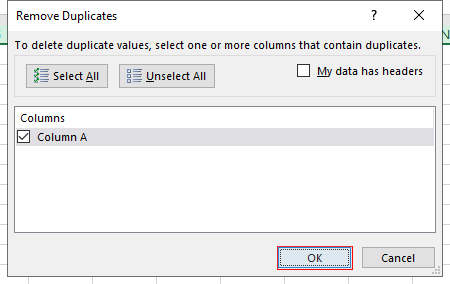 Remove Duplicates ?
To delete duplicate values, select one or more columns that contain duplicates.
Select All Unselect All My data has headers
Columns
Column A
OK Cancel